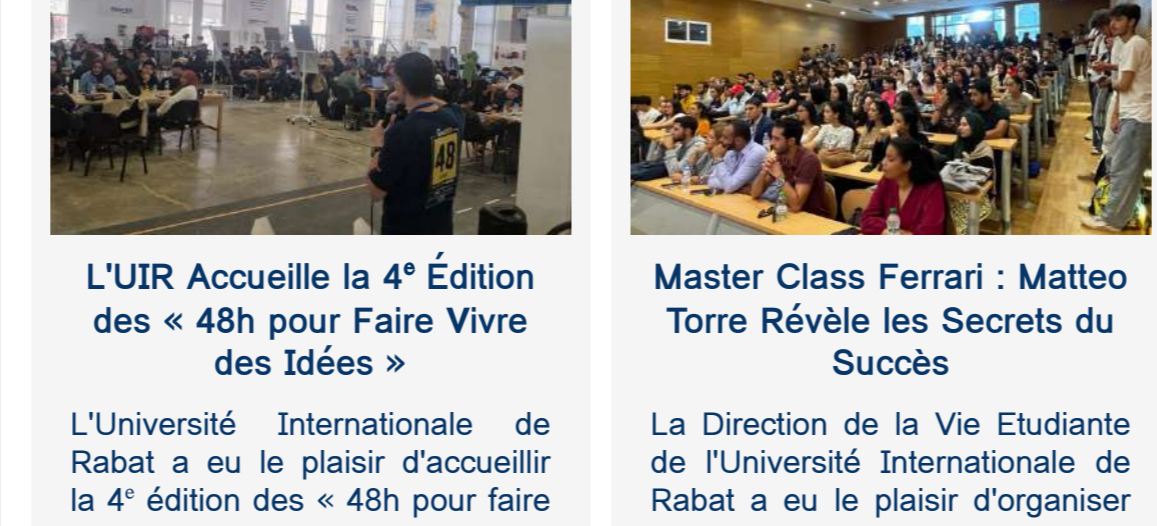 48
L'UIR Accueille la 4ᵉ Édition
des « 48h pour Faire Vivre
des Idées »
L'Université Internationale de
Rabat a eu le plaisir d'accueillir
la 4ᵉ édition des « 48h pour faire
Master Class Ferrari : Matteo
Torre Révèle les Secrets du
Succès
La Direction de la Vie Etudiante
de l'Université Internationale de
Rabat a eu le plaisir d'organiser